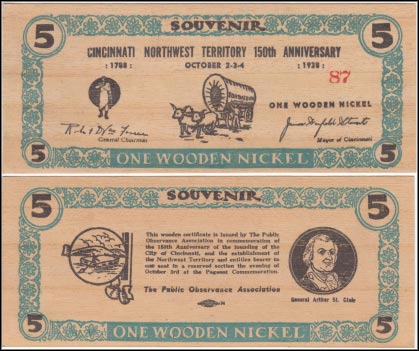 SOUVENIR
5 5
CINCINNATI NORTHWEST TERRITORY 150th ANNIVERSARY
: 1788 : OCTOBER 2-3-4 : 1938 :
87
ONE WOODEN NICKEL
General Chairman
Mayor of Cincinnati
5 5
ONE WOODEN NICKEL
SOUVENIR
5 5
This wooden certificate is issued by The Public
Observance Association in commemoration of
the 150th Anniversary of the founding of the
City of Cincinnati, and the establishment of
the Northwest Territory and entitles bearer to
one seat in a reserved section the evening of
October 3rd at the Pageant Commemoration.
The Public Observance Association
General Arthur St. Clair
5 5
ONE WOODEN NICKEL